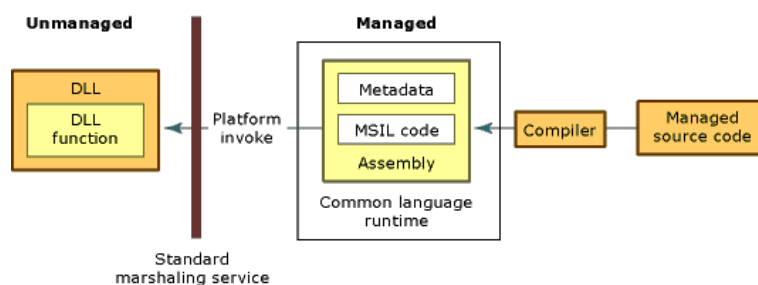 Unmanaged
Managed
DLL
DLL
function
Platform
invoke
Metadata
MSIL code
Assembly
Common language
runtime
Compiler
Managed
source code
Standard
marshaling service